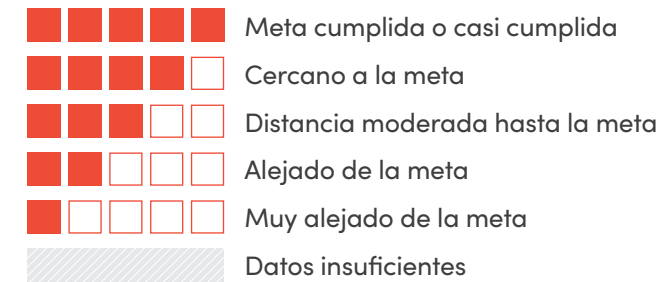 Meta cumplida o casi cumplida
Cercano a la meta
Distancia moderada hasta la meta
Alejado de la meta
Muy alejado de la meta
Datos insuficientes